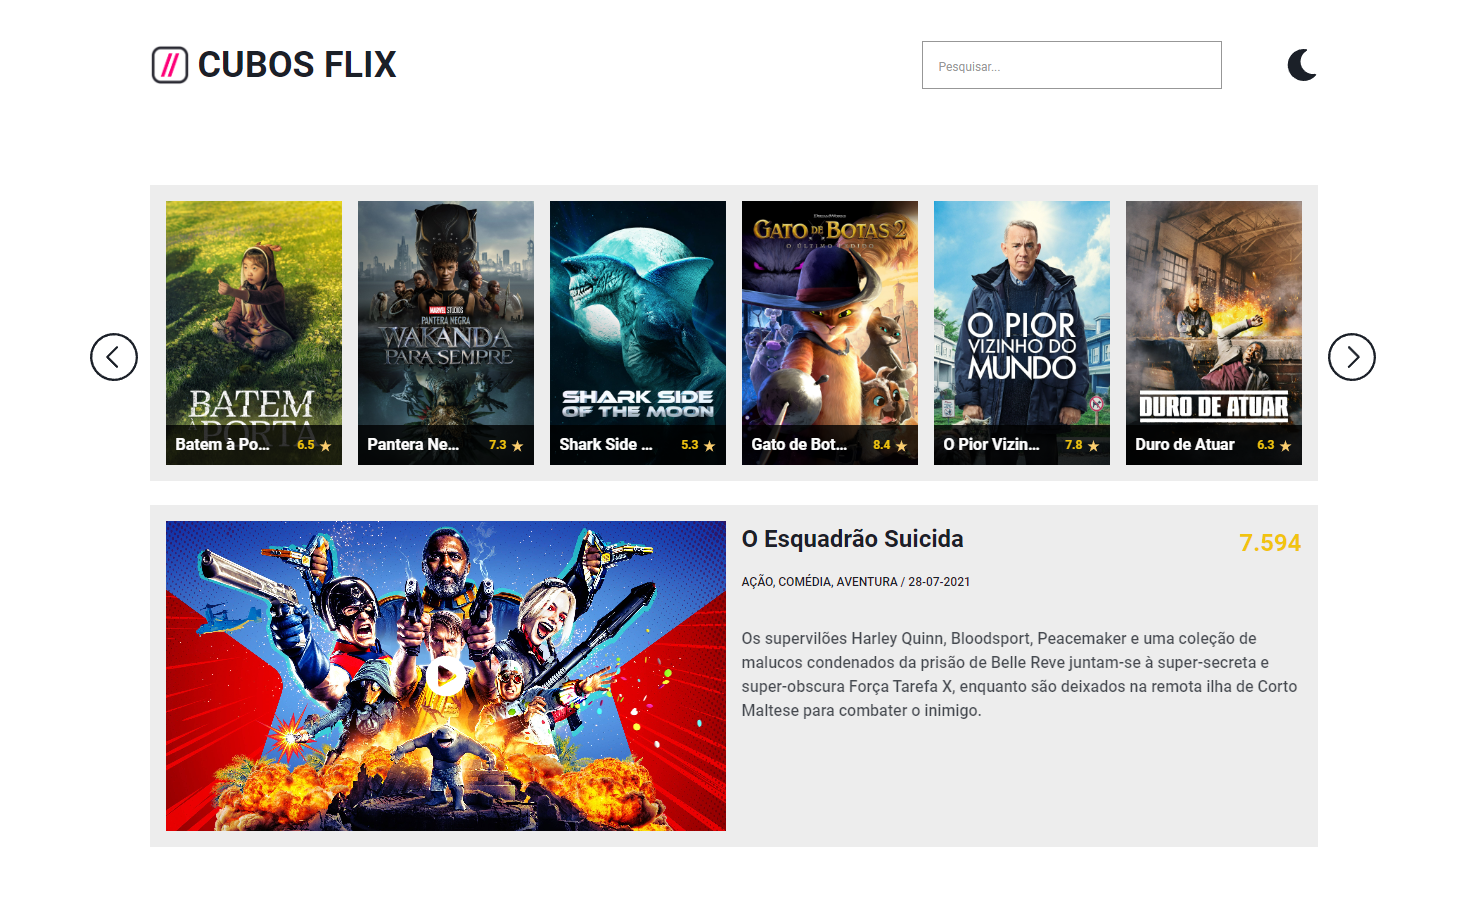 CUBOS FLIX
Pesquisar...
BATEM
À PORTA
Batem à Po...
6.5
MARVEL STUDIOS
PANTERA NEGRA
WAKANDA
PARA SEMPRE
Pantera Ne...
7.3
SHARK SIDE
OF THE MOON
Shark Side ...
5.3
DREAMWORKS
GATO DE BOTAS 2
O ÚLTIMO PEDIDO
Gato de Bot...
8.4
O PIOR
VIZINHO DO
MUNDO
O Pior Vizin...
7.8
DURO DE ATUAR
Duro de Atuar
6.3
O Esquadrão Suicida
7.594
AÇÃO, COMÉDIA, AVENTURA / 28-07-2021
Os supervilões Harley Quinn, Bloodsport, Peacemaker e uma coleção de
malucos condenados da prisão de Belle Reve juntam-se à super-secreta e
super-obscura Força Tarefa X, enquanto são deixados na remota ilha de Corto
Maltese para combater o inimigo.